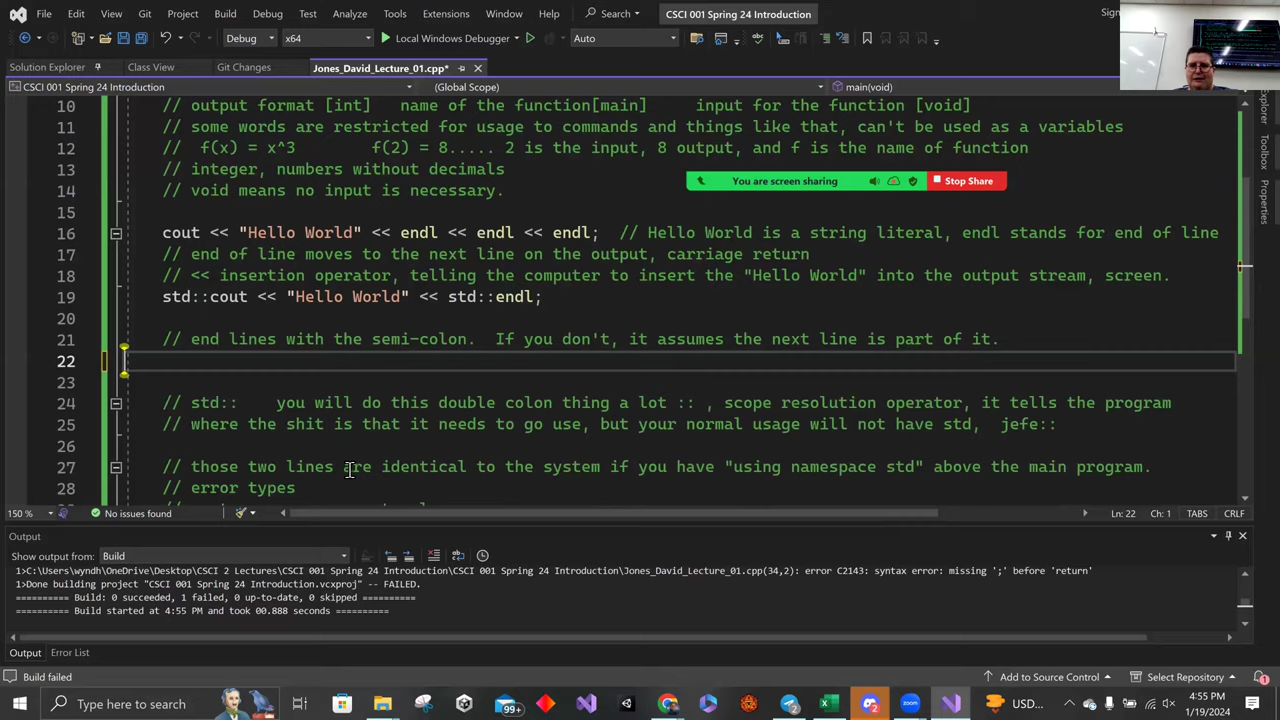 File Edit View Git Project Build Debug Test Analyze Tools Extensions Window Help Search CSCI 001 Spring 24 Introduction
Debug x64 Local Windows Debugger Auto
Solution Explorer Class View Git Changes Jones_Da e_01.cpp*
CSCI 001 Spring 24 Introduction (Global Scope) main(void)
10 // output format [int] name of the function[main] input for the function [void]
11 // some words are restricted for usage to commands and things like that, can't be used as a variables
12 // f(x) = x^3 f(2) = 8..... 2 is the input, 8 output, and f is the name of function
13 // integer, numbers without decimals
14 // void means no input is necessary.
You are screen sharing Stop Share
15
16 cout << "Hello World" << endl << endl << endl; // Hello World is a string literal, endl stands for end of line
17 // end of line moves to the next line on the output, carriage return
18 // << insertion operator, telling the computer to insert the "Hello World" into the output stream, screen.
19 std::cout << "Hello World" << std::endl;
20
21 // end lines with the semi-colon. If you don't, it assumes the next line is part of it.
22
23
24 // std:: you will do this double colon thing a lot :: , scope resolution operator, it tells the program
25 // where the shit is that it needs to go use, but your normal usage will not have std, jefe::
26
27 // those two lines are identical to the system if you have "using namespace std" above the main program.
28 // error types
Explorer
Toolbox
Properties
150 % No issues found Ln: 22 Ch: 1 TABS CRLF
Output
Show output from: Build
1>C:\Users\wyndh\OneDrive\Desktop\CSCI 2 Lectures\CSCI 001 Spring 24 Introduction\CSCI 001 Spring 24 Introduction\Jones_David_Lecture_01.cpp(34,2): error C2143: syntax error: missing ';' before 'return'
1>Done building project "CSCI 001 Spring 24 Introduction.vcxproj" -- FAILED.
========== Build: 0 succeeded, 1 failed, 0 up-to-date, 0 skipped ==========
========== Build started at 4:55 PM and took 00.888 seconds ==========
Output Error List
Build failed Add to Source Control Select Repository 1
Type here to search 99+ USD... 4:55 PM
1/19/2024